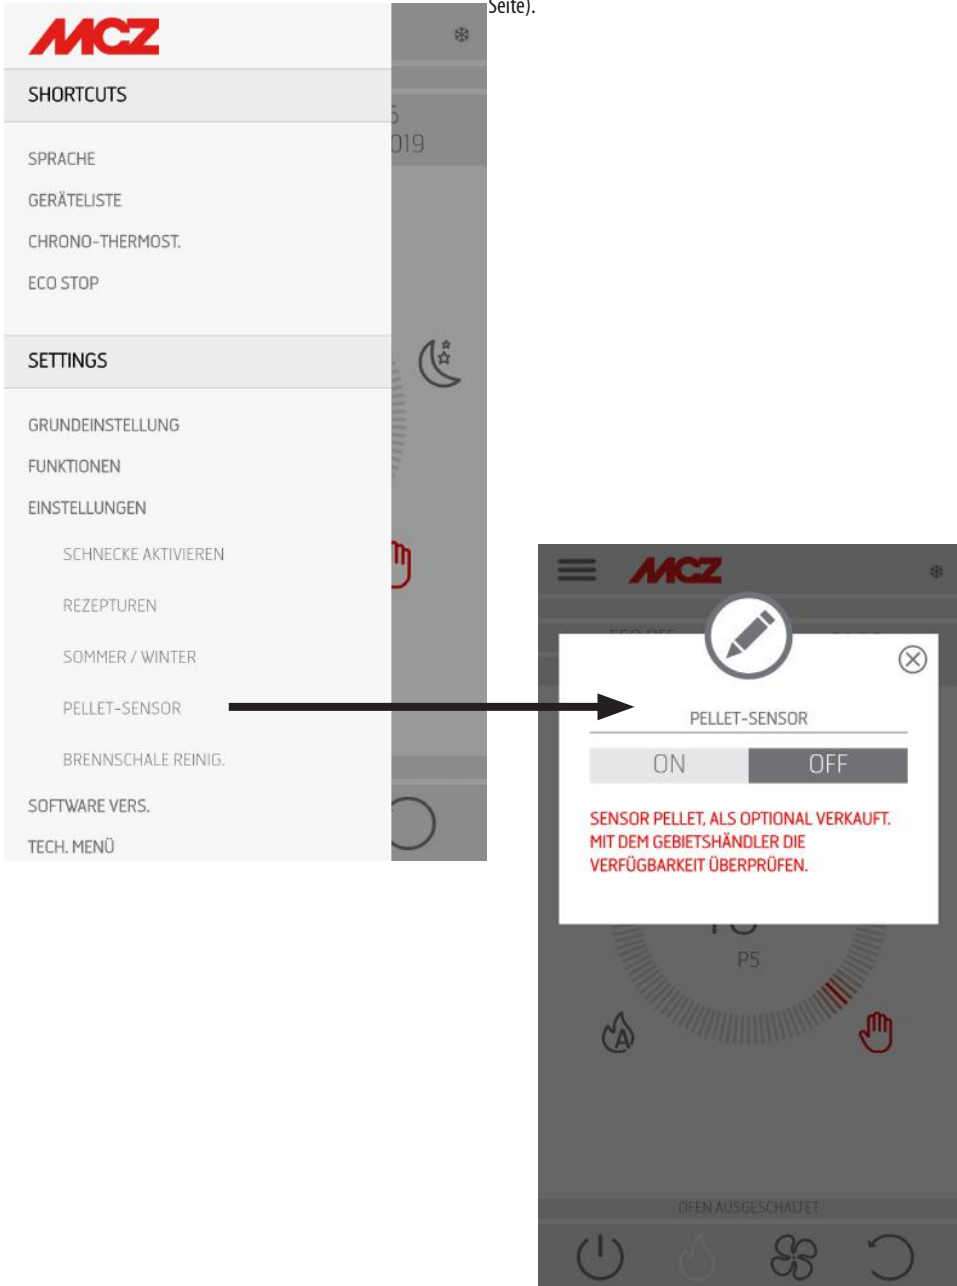 Seite).
MCZ
SHORTCUTS
019
SPRACHE
GERÄTELISTE
CHRONO-THERMOST.
ECO STOP
SETTINGS
GRUNDEINSTELLUNG
FUNKTIONEN
EINSTELLUNGEN
SCHNECKE AKTIVIEREN
REZEPTUREN
SOMMER / WINTER
PELLET-SENSOR
BRENNSCHALE REINIG.
SOFTWARE VERS.
TECH. MENÜ
MCZ
PELLET-SENSOR
ON OFF
SENSOR PELLET, ALS OPTIONAL VERKAUFT.
MIT DEM GEBIETSHÄNDLER DIE
VERFÜGBARKEIT ÜBERPRÜFEN.
P5
A
OFEN AUSGESCHALTET